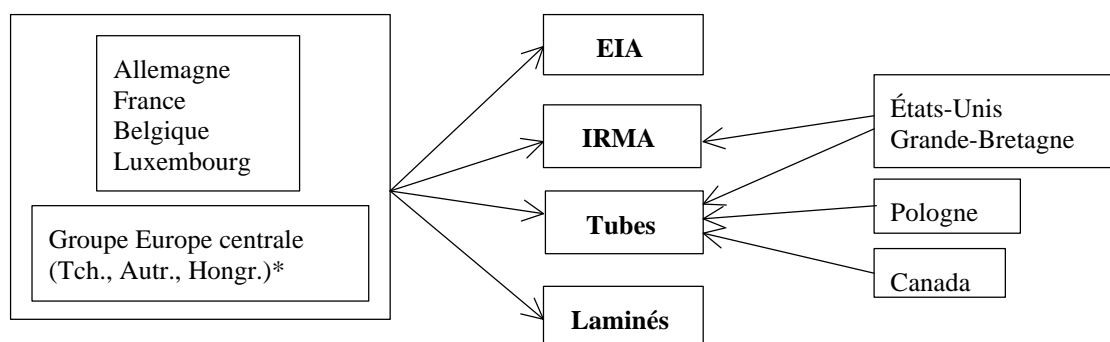 Allemagne
France
Belgique
Luxembourg
Groupe Europe centrale
(Tch., Autr., Hongr.)*
EIA
IRMA
Tubes
Laminés
États-Unis
Grande-Bretagne
Pologne
Canada